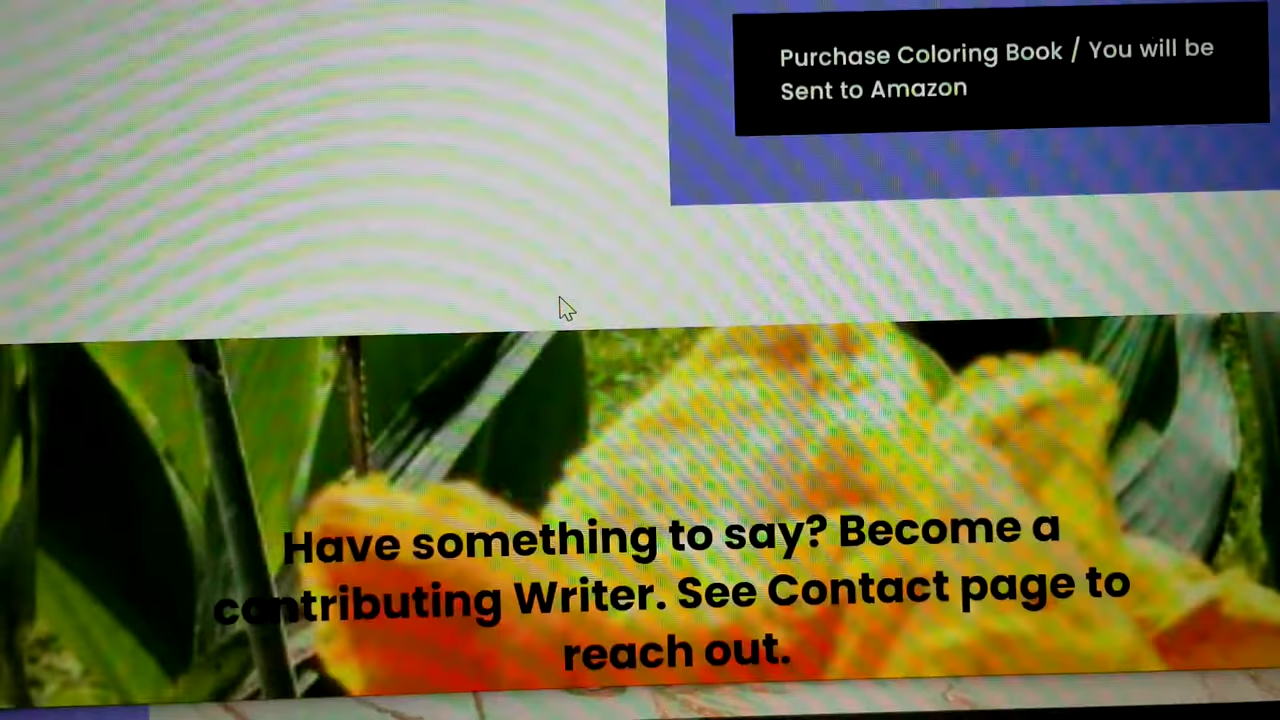 Purchase Coloring Book / You will be
Sent to Amazon
Have something to say? Become a
contributing Writer. See Contact page to
reach out.